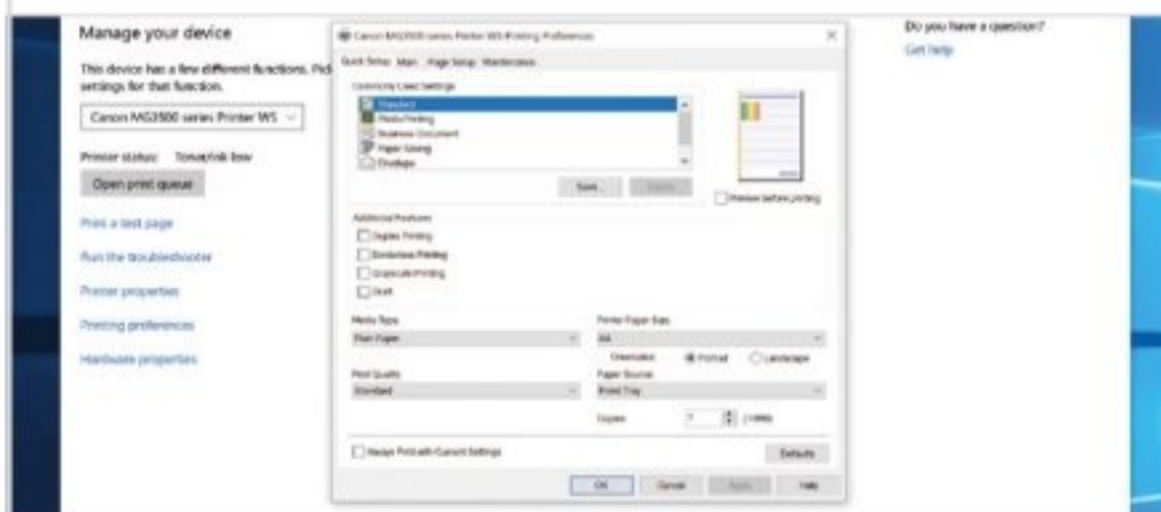 Manage your device
This device has a few different functions. Pick
settings for that function.
Canon MG3500 series Printer WS
Printer status: Toner/ink low
Open print queue
Print a test page
Run the troubleshooter
Printer properties
Printing preferences
Hardware properties
Canon MG3500 series Printer WS Printing Preferences
Quick Setup Main Page Setup Maintenance
Commonly Used Settings
Standard
Photo Printing
Business Document
Paper Saving
Envelope
Save...
Preview before printing
Additional Features
Duplex Printing
Borderless Printing
Grayscale Printing
Draft
Media Type
Plain Paper
Printer Paper Size
A4
Orientation Portrait Landscape
Print Quality
Standard
Paper Source
Front Tray
Copies
Always Print with Current Settings
Defaults
OK Cancel Apply Help
Do you have a question?
Get help